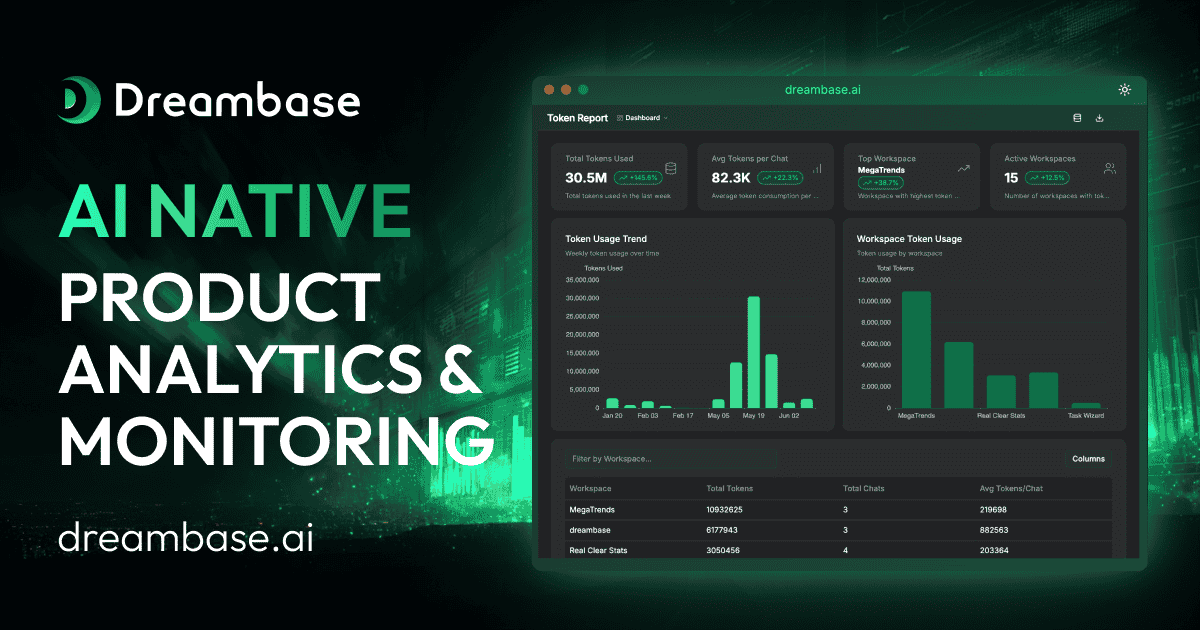 Dreambase
AI NATIVE
PRODUCT
ANALYTICS &
MONITORING
dreambase.ai
dreambase.ai
Token Report Dashboard
Total Tokens Used
30.5M +145.6%
Total tokens used in the last week
Avg Tokens per Chat
82.3K +22.3%
Average token consumption per ...
Top Workspace
MegaTrends
+38.7%
Workspace with highest token ...
Active Workspaces
15 +12.5%
Number of workspaces with tok...
Token Usage Trend
Weekly token usage over time
Tokens Used
35,000,000
30,000,000
25,000,000
20,000,000
15,000,000
10,000,000
5,000,000
0
Jan 20 Feb 03 Feb 17 May 05 May 19 Jun 02
Workspace Token Usage
Token usage by workspace
Total Tokens
12,000,000
10,000,000
8,000,000
6,000,000
4,000,000
2,000,000
0
MegaTrends Real Clear Stats Task Wizard
Filter by Workspace...
Columns
Workspace Total Tokens Total Chats Avg Tokens/Chat
MegaTrends 10932625 3 219698
dreambase 6177943 3 882563
Real Clear Stats 3050456 4 203364